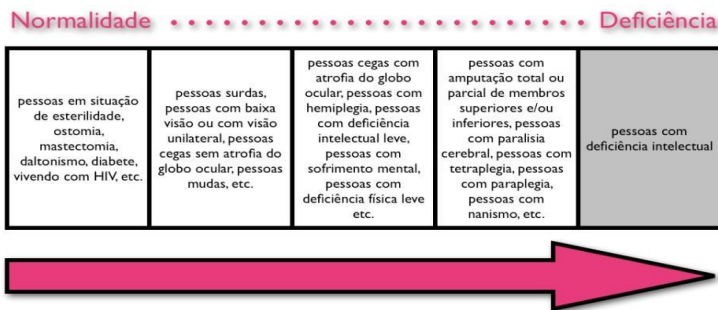 Normalidade Deficiência
pessoas em situação
de esterilidade,
ostomia,
mastectomia,
daltonismo, diabete,
vivendo com HIV, etc.
pessoas surdas,
pessoas com baixa
visão ou com visão
unilateral, pessoas
cegas sem atrofia do
globo ocular, pessoas
mudas, etc.
pessoas cegas com
atrofia do globo
ocular, pessoas com
hemiplegia, pessoas
com deficiência
intelectual leve,
pessoas com
sofrimento mental,
pessoas com
deficiência física leve
etc.
pessoas com
amputação total ou
parcial de membros
superiores e/ou
inferiores, pessoas
com paralisia
cerebral, pessoas com
tetraplegia, pessoas
com paraplegia,
pessoas com
nanismo, etc.
pessoas com
deficiência intelectual